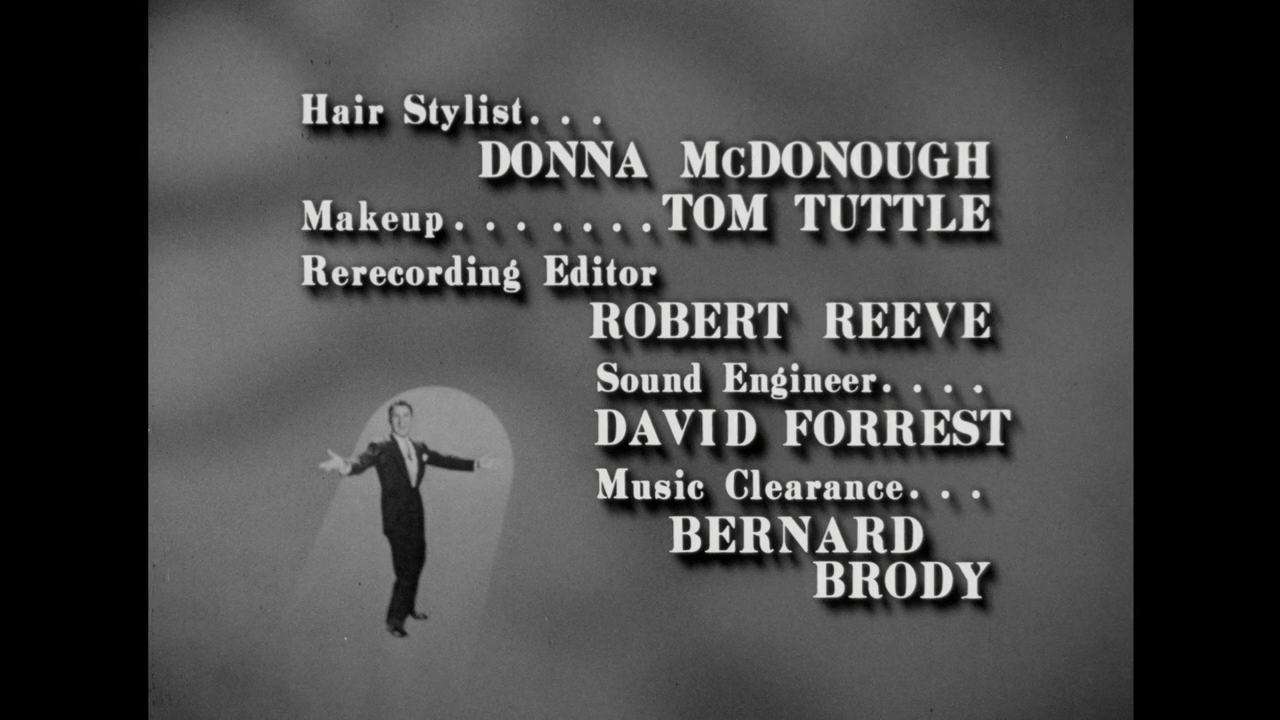 Hair Stylist. . .
DONNA McDONOUGH
Makeup . . . . . . . TOM TUTTLE
Rerecording Editor
ROBERT REEVE
Sound Engineer. . . .
DAVID FORREST
Music Clearance. . .
BERNARD
BRODY